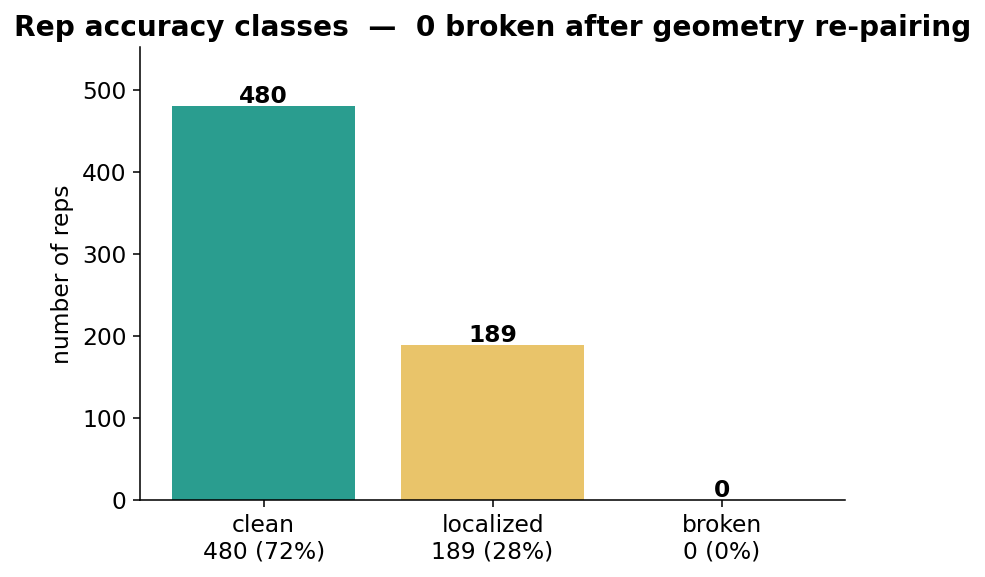 Rep accuracy classes — 0 broken after geometry re-pairing
number of reps
500
400
300
200
100
0
480
189
0
clean
480 (72%)
localized
189 (28%)
broken
0 (0%)